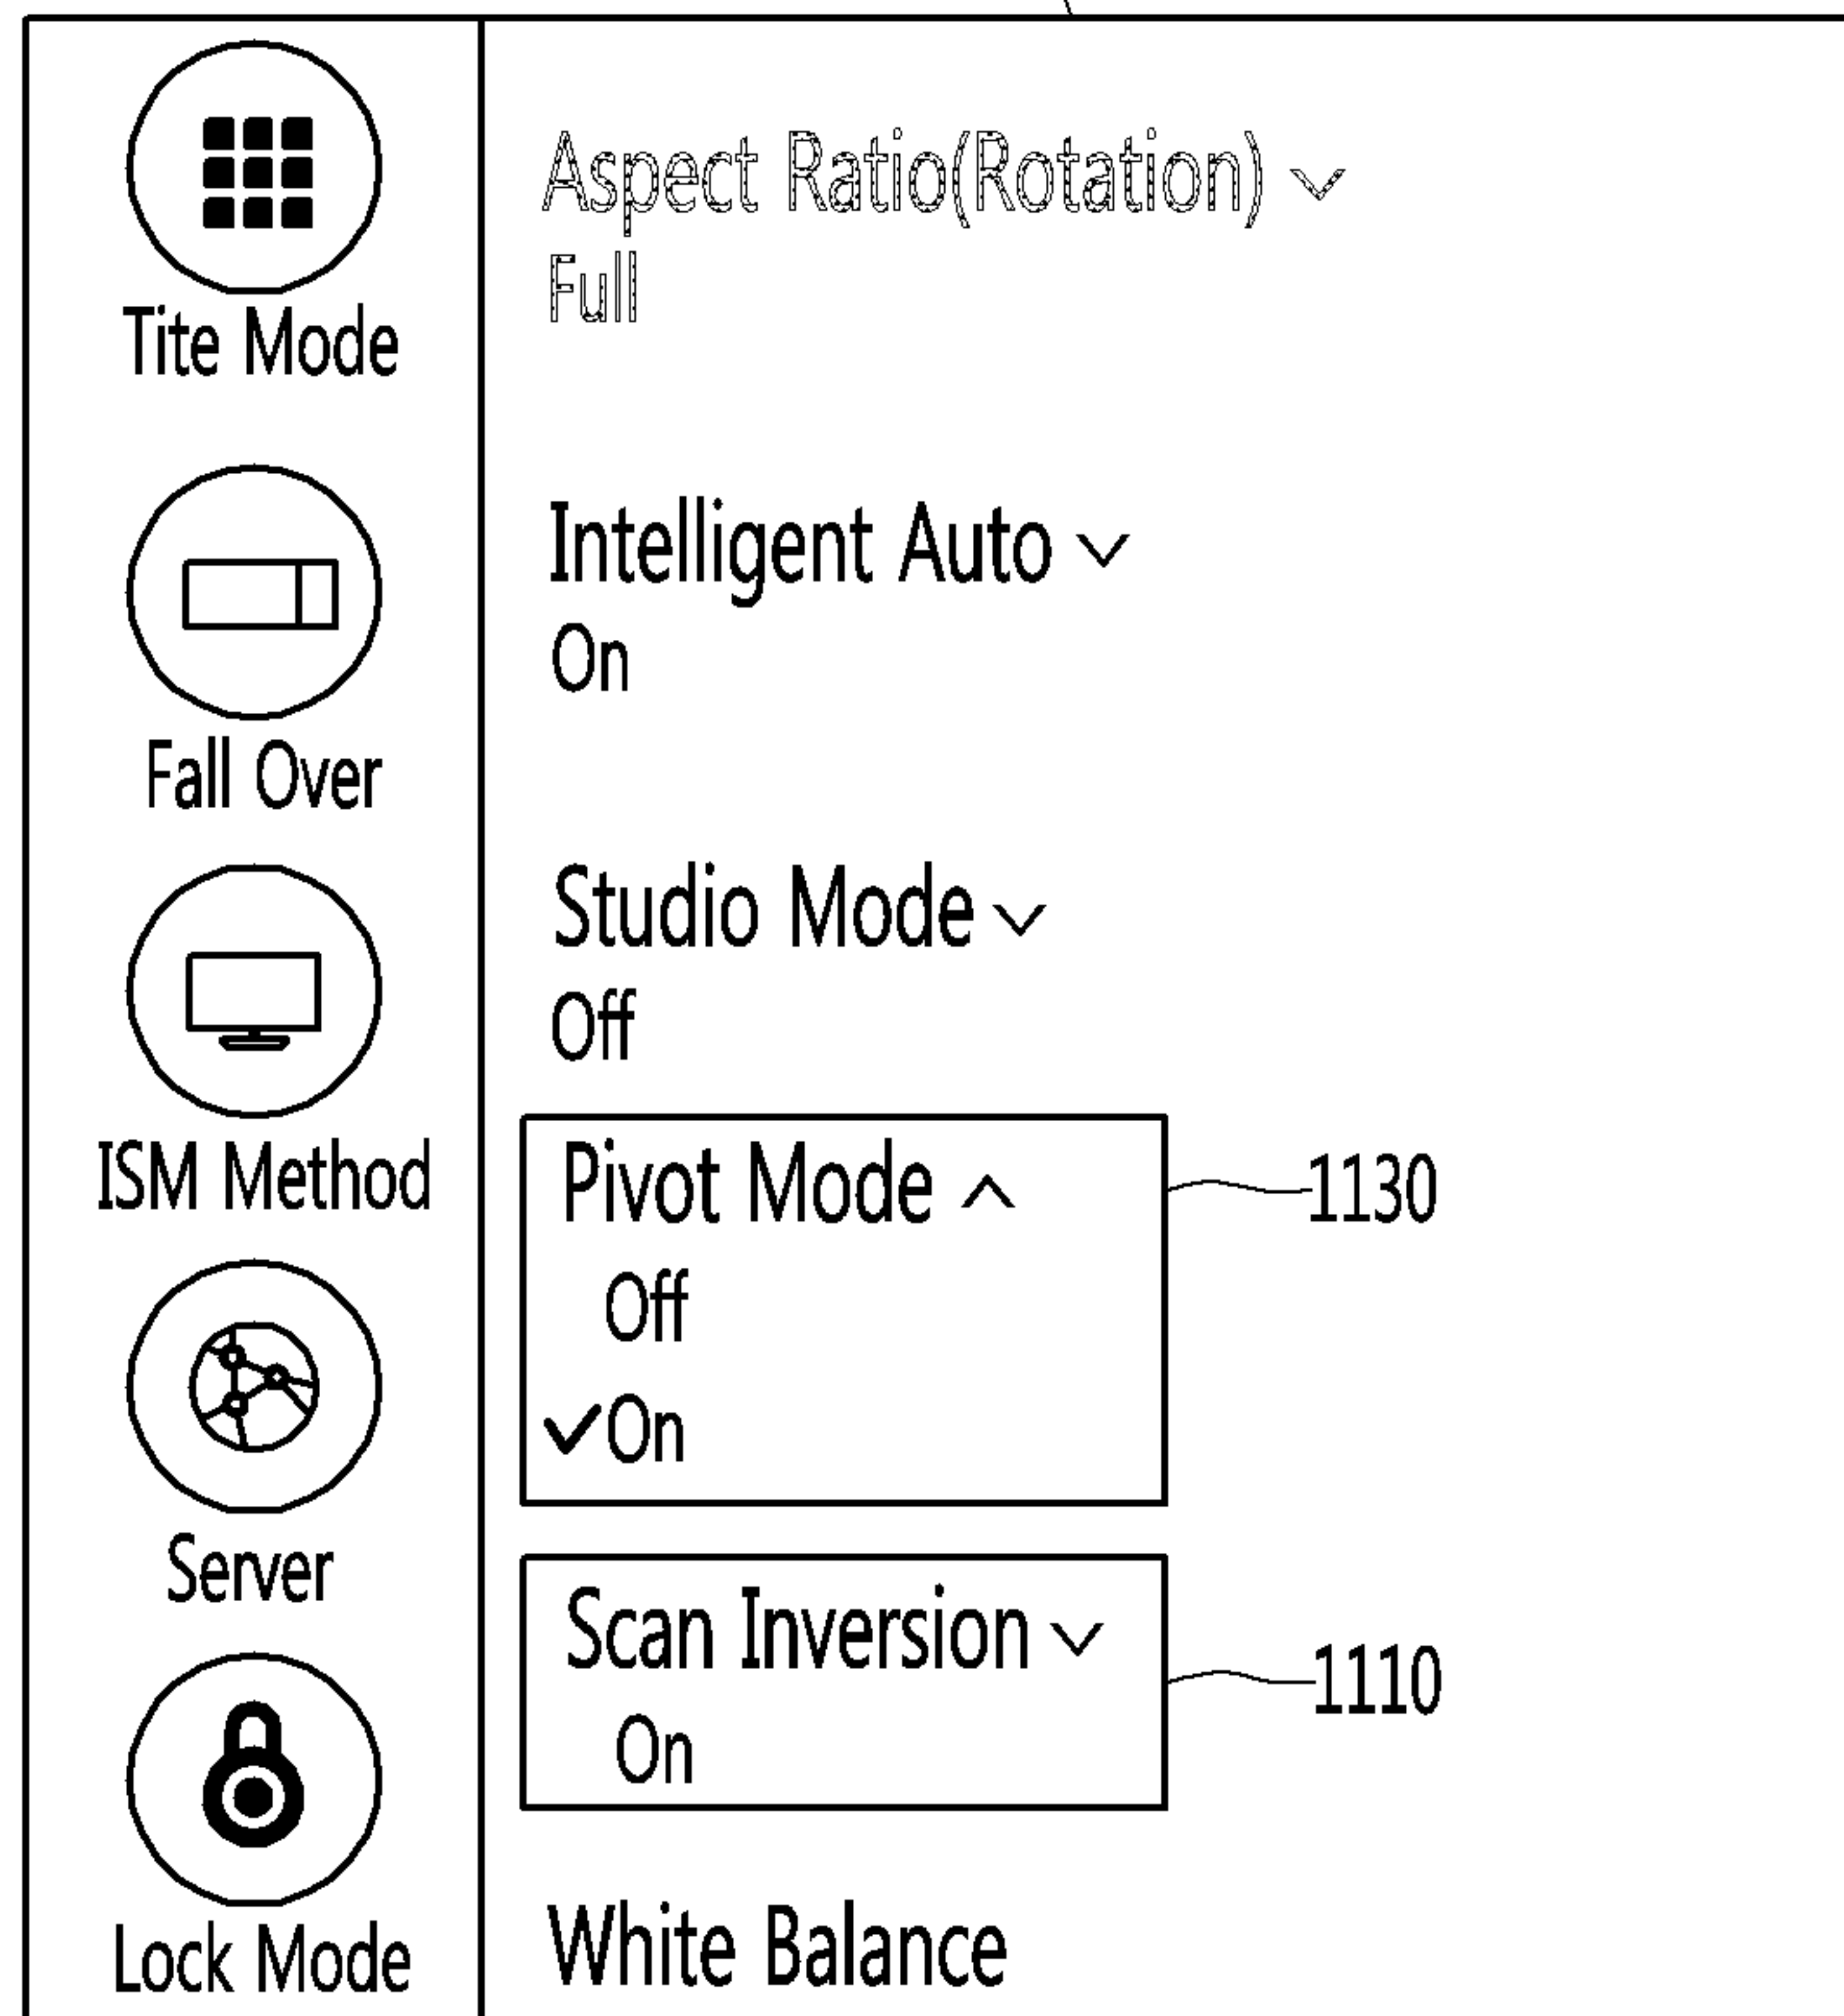 Tite Mode
Fall Over
ISM Method
Server
Lock Mode
Aspect Ratio(Rotation)
Full
Intelligent Auto
On
Studio Mode
Off
Pivot Mode
Off
On
1130
Scan Inversion
On
1110
White Balance